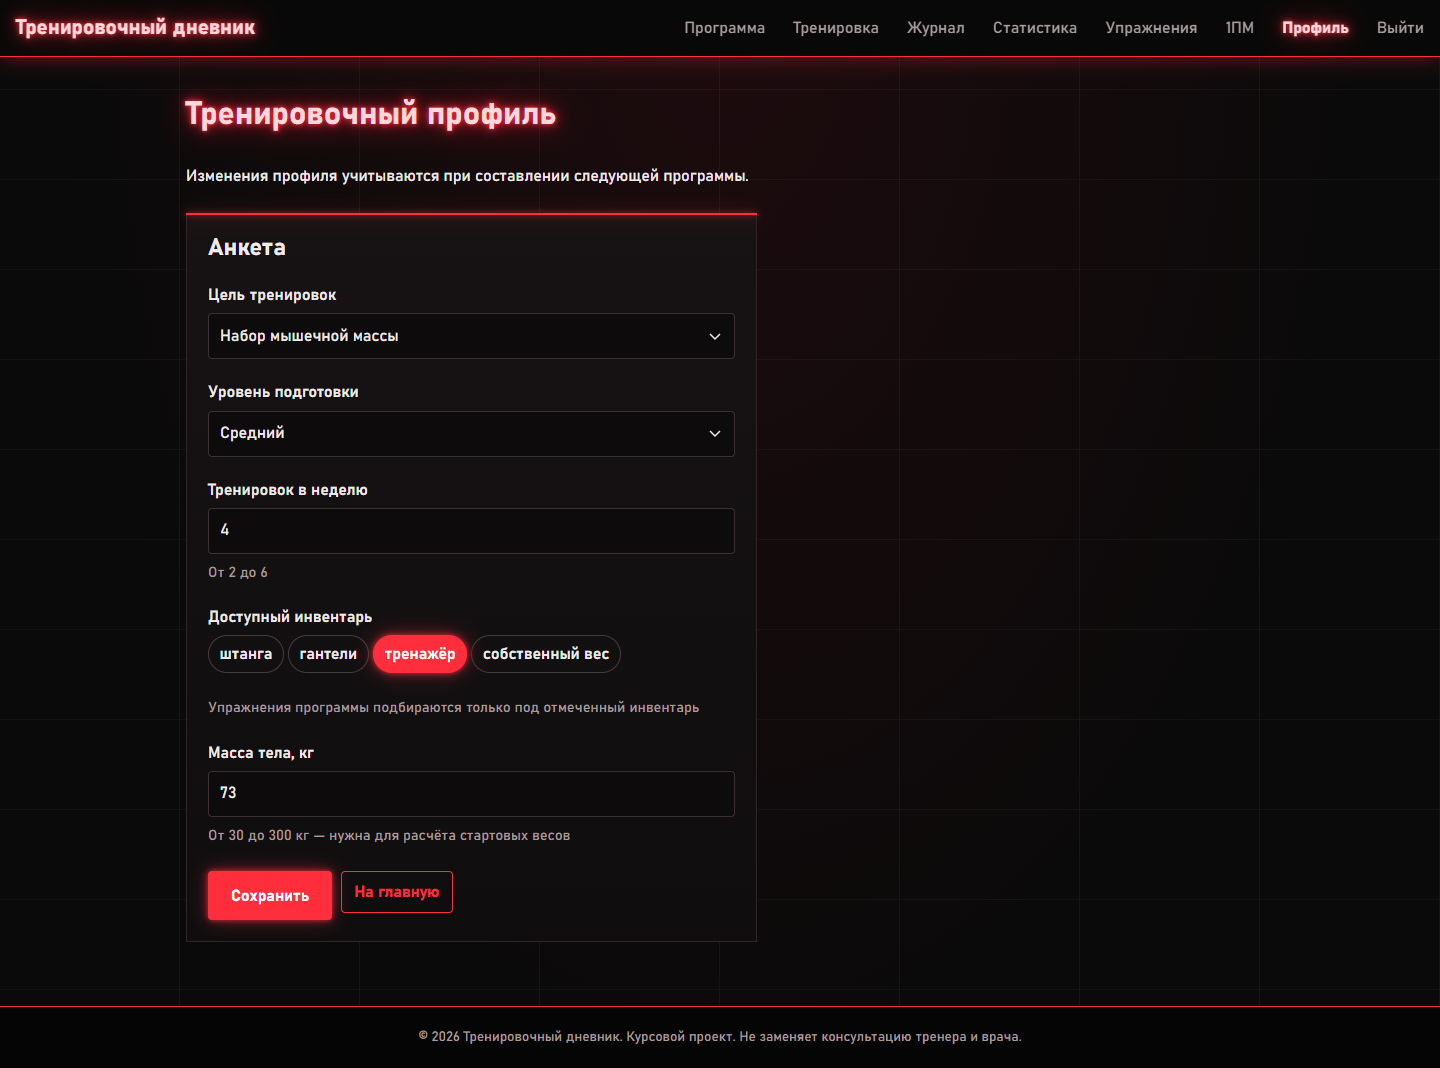 Тренировочный дневник
Программа Тренировка Журнал Статистика Упражнения 1ПМ Профиль Выйти
Тренировочный профиль
Изменения профиля учитываются при составлении следующей программы.
Анкета
Цель тренировок
Набор мышечной массы
Уровень подготовки
Средний
Тренировок в неделю
4
От 2 до 6
Доступный инвентарь
штанга гантели тренажёр собственный вес
Упражнения программы подбираются только под отмеченный инвентарь
Масса тела, кг
73
От 30 до 300 кг — нужна для расчёта стартовых весов
Сохранить На главную
© 2026 Тренировочный дневник. Курсовой проект. Не заменяет консультацию тренера и врача.